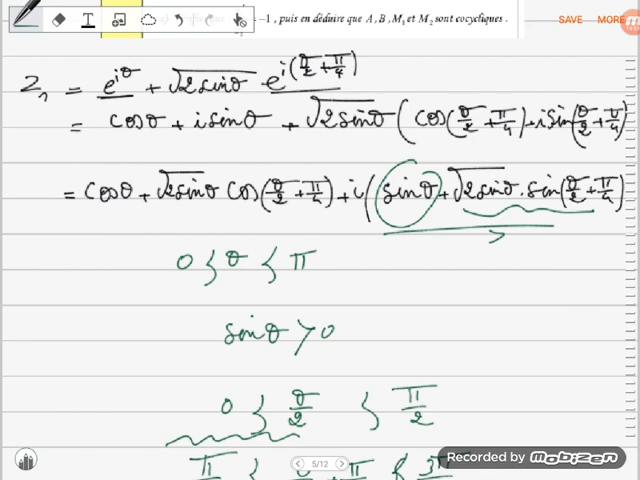 = −1 , puis en déduire que A , B , M₁ et M₂ sont cocycliques .
SAVE MORE
Z₁ = e^{iθ} + √2sinθ e^{i(θ/2 + π/4)}
= cosθ + i sinθ + √2sinθ (cos(θ/2 + π/4) + i sin(θ/2 + π/4)
= cosθ + √2sinθ cos(θ/2 + π/4) + i(sinθ + √2sinθ . sin(θ/2 + π/4)
>
0 < θ < π
sinθ > 0
0 < θ/2 < π/2
5/12
Recorded by MOBIZEN